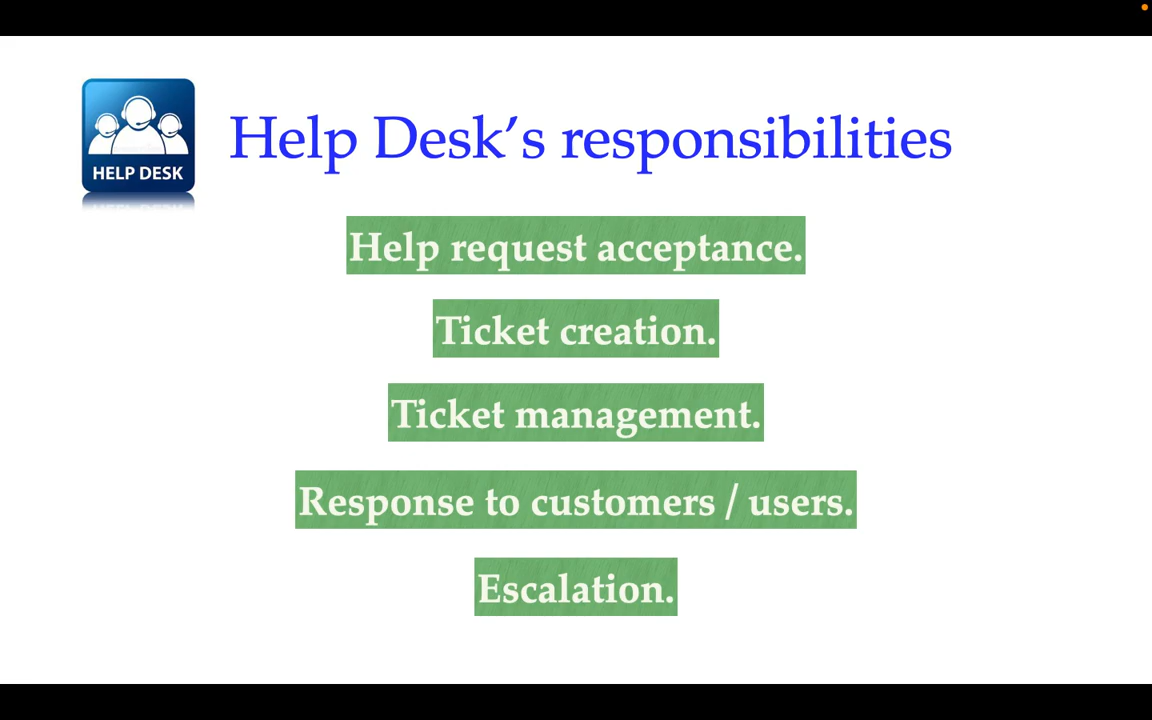 HELP DESK
Help Desk’s responsibilities
Help request acceptance.
Ticket creation.
Ticket management.
Response to customers / users.
Escalation.